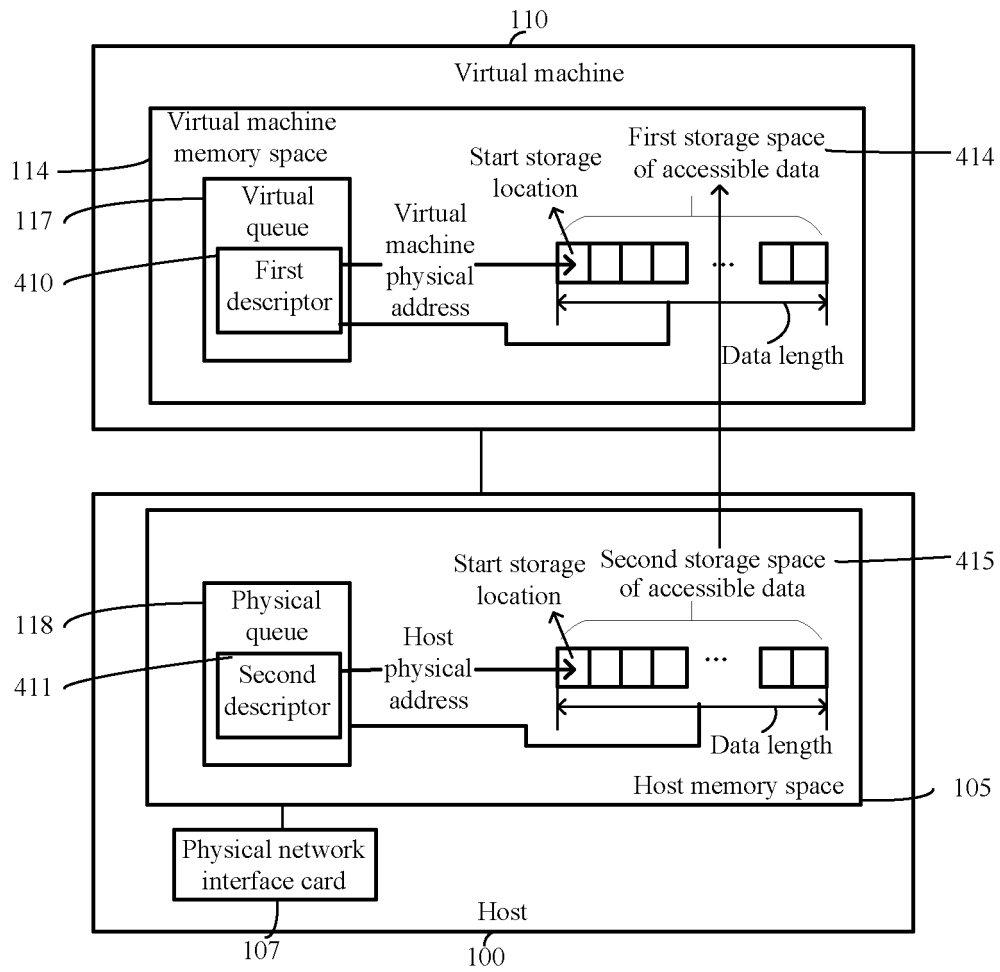 110
Virtual machine
Virtual machine
memory space
114
117
Virtual
queue
410
First
descriptor
Virtual
machine
physical
address
Start storage
location
First storage space
of accessible data
414
...
Data length
Second storage space
of accessible data
415
Start storage
location
118
Physical
queue
411
Second
descriptor
Host
physical
address
...
Data length
Host memory space
105
Physical network
interface card
107
Host
100